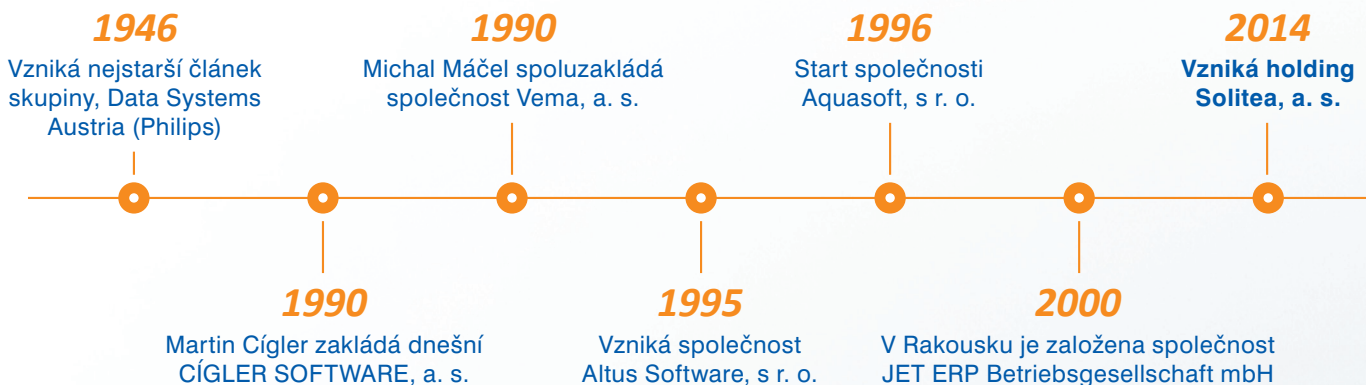 1946
Vzniká nejstarší článek
skupiny, Data Systems
Austria (Philips)
1990
Martin Cígler zakládá dnešní
CÍGLER SOFTWARE, a. s.
1990
Michal Máčel spoluzakládá
společnost Vema, a. s.
1995
Vzniká společnost
Altus Software, s r. o.
1996
Start společnosti
Aquasoft, s r. o.
2000
V Rakousku je založena společnost
JET ERP Betriebsgesellschaft mbH
2014
Vzniká holding
Solitea, a. s.